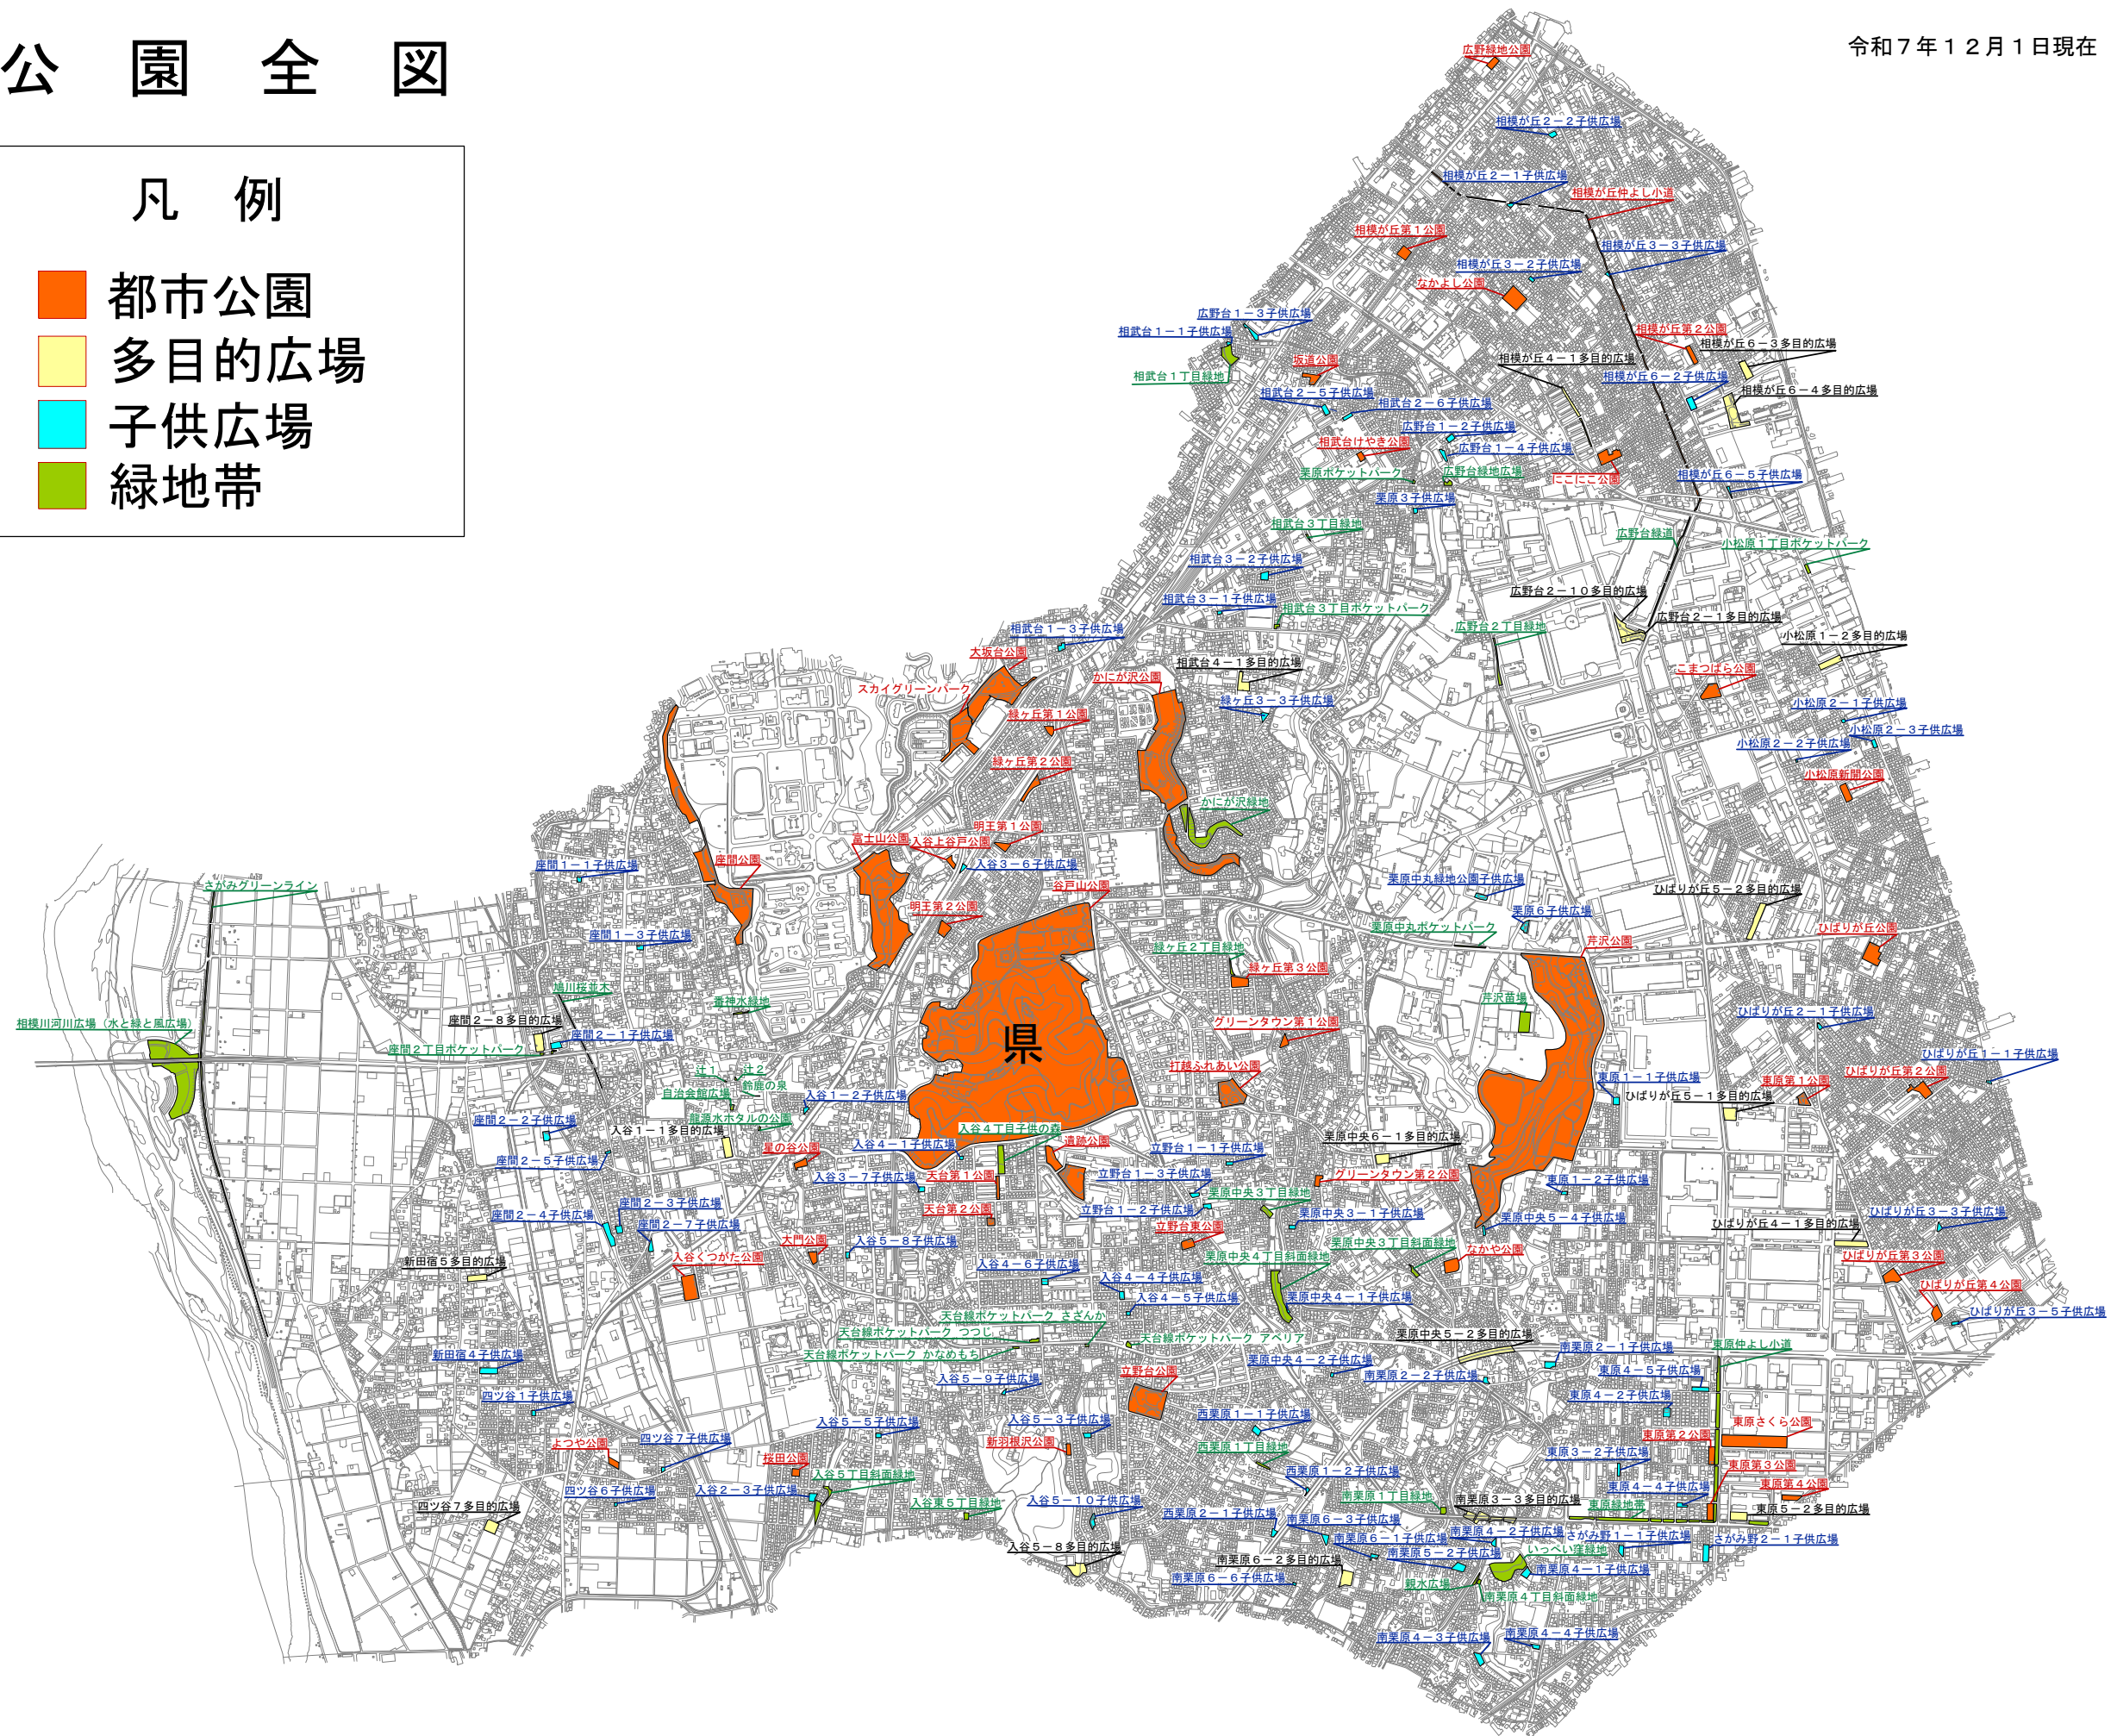 公園全図
令和７年１２月１日現在
凡例
都市公園
多目的広場
子供広場
緑地帯
広野緑地公園
相模が丘２－２子供広場
相模が丘２－１子供広場
相模が丘仲よし小道
相模が丘第１公園
相模が丘３－３子供広場
相模が丘３－２子供広場
なかよし公園
広野台１－３子供広場
相武台１－１子供広場
相模が丘第２公園
相模が丘６－３多目的広場
坂道公園
相模が丘４－１多目的広場
相武台１丁目緑地
相模が丘６－２子供広場
相武台２－５子供広場
相模が丘６－４多目的広場
相武台２－６子供広場
広野台１－２子供広場
相武台けやき公園
広野台１－４子供広場
栗原ポケットパーク
広野台緑地広場
にこにこ公園
相模が丘６－５子供広場
栗原３子供広場
相武台３丁目緑地
広野台緑道
小松原１丁目ポケットパーク
相武台３－２子供広場
広野台２－１０多目的広場
相武台３－１子供広場
相武台３丁目ポケットパーク
広野台２－１多目的広場
相武台１－３子供広場
広野台２丁目緑地
小松原１－２多目的広場
大坂台公園
相武台４－１多目的広場
こまつばら公園
かにが沢公園
スカイグリーンパーク
緑ヶ丘３－３子供広場
小松原２－１子供広場
緑ヶ丘第１公園
小松原２－３子供広場
小松原２－２子供広場
緑ヶ丘第２公園
小松原新開公園
かにが沢緑地
明王第１公園
富士山公園
入谷上谷戸公園
座間公園
座間１－１子供広場
入谷３－６子供広場
さがみグリーンライン
谷戸山公園
栗原中丸緑地公園子供広場
ひばりが丘５－２多目的広場
明王第２公園
栗原６子供広場
栗原中丸ポケットパーク
ひばりが丘公園
座間１－３子供広場
緑ヶ丘２丁目緑地
芹沢公園
緑ヶ丘第３公園
鳩川桜並木
番神水緑地
芹沢苗場
座間２－８多目的広場
相模川河川広場（水と緑と風広場）
グリーンタウン第１公園
ひばりが丘２－１子供広場
座間２－１子供広場
県
座間２丁目ポケットパーク
ひばりが丘１－１子供広場
辻１
辻２
打越ふれあい公園
ひばりが丘第２公園
東原１－１子供広場
東原第１公園
鈴鹿の泉
自治会館広場
入谷１－２子供広場
ひばりが丘５－１多目的広場
龍源水ホタルの公園
座間２－２子供広場
入谷１－１多目的広場
入谷４丁目子供の森
栗原中央６－１多目的広場
星の谷公園
入谷４－１子供広場
遺跡公園
立野台１－１子供広場
座間２－５子供広場
入谷３－７子供広場
天台第１公園
立野台１－３子供広場
グリーンタウン第２公園
東原１－２子供広場
栗原中央３丁目緑地
座間２－３子供広場
天台第２公園
立野台１－２子供広場
栗原中央３－１子供広場
座間２－４子供広場
栗原中央５－４子供広場
ひばりが丘３－３子供広場
座間２－７子供広場
立野台東公園
ひばりが丘４－１多目的広場
大門公園
入谷５－８子供広場
栗原中央３丁目斜面緑地
入谷くつがた公園
栗原中央４丁目斜面緑地
なかや公園
ひばりが丘第３公園
新田宿５多目的広場
入谷４－６子供広場
入谷４－４子供広場
ひばりが丘第４公園
入谷４－５子供広場
栗原中央４－１子供広場
ひばりが丘３－５子供広場
天台線ポケットパーク さざんか
天台線ポケットパーク つつじ
天台線ポケットパーク アベリア
栗原中央５－２多目的広場
天台線ポケットパーク かなめもち
南栗原２－１子供広場
東原仲よし小道
新田宿４子供広場
栗原中央４－２子供広場
立野台公園
南栗原２－２子供広場
東原４－５子供広場
入谷５－９子供広場
四ツ谷１子供広場
東原４－２子供広場
西栗原１－１子供広場
入谷５－５子供広場
入谷５－３子供広場
東原さくら公園
よつや公園
四ツ谷７子供広場
新羽根沢公園
東原第２公園
西栗原１丁目緑地
東原３－２子供広場
桜田公園
東原第３公園
入谷５丁目斜面緑地
西栗原１－２子供広場
東原４－４子供広場
東原第４公園
四ツ谷６子供広場
入谷２－３子供広場
入谷東５丁目緑地
入谷５－１０子供広場
南栗原１丁目緑地
南栗原３－３多目的広場
東原緑地帯
東原５－２多目的広場
四ツ谷７多目的広場
西栗原２－１子供広場
南栗原６－３子供広場
南栗原４－２子供広場
さがみ野１－１子供広場
さがみ野２－１子供広場
南栗原６－１子供広場
入谷５－８多目的広場
南栗原５－２子供広場
いっぺい窪緑地
南栗原６－２多目的広場
南栗原４－１子供広場
南栗原６－６子供広場
親水広場
南栗原４丁目斜面緑地
南栗原４－３子供広場
南栗原４－４子供広場